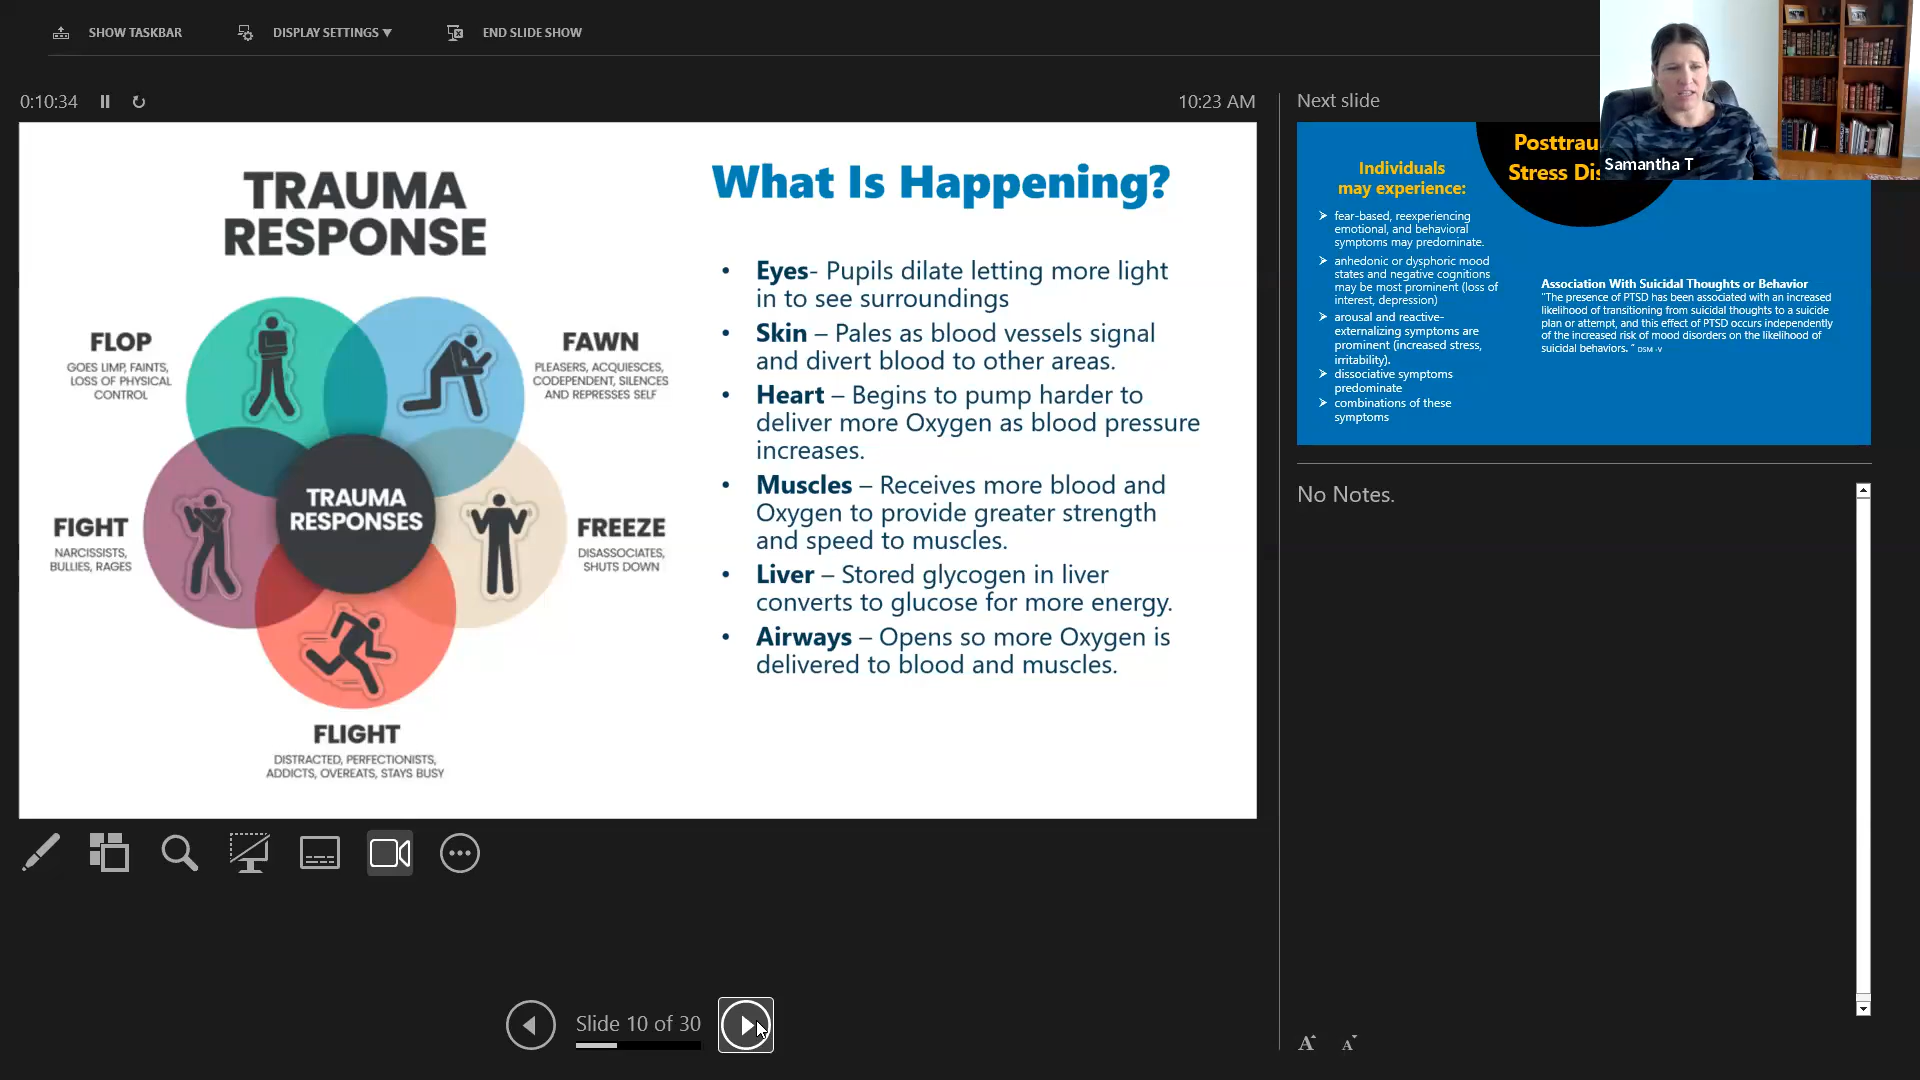 SHOW TASKBAR
DISPLAY SETTINGS ▼
END SLIDE SHOW
0:10:34
10:23 AM
TRAUMA
RESPONSE
FLOP
GOES LIMP, FAINTS,
LOSS OF PHYSICAL
CONTROL
FAWN
PLEASERS, ACQUIESCES,
CODEPENDENT, SILENCES
AND REPRESSES SELF
TRAUMA
RESPONSES
FIGHT
NARCISSISTS,
BULLIES, RAGES
FREEZE
DISASSOCIATES,
SHUTS DOWN
FLIGHT
DISTRACTED, PERFECTIONISTS,
ADDICTS, OVEREATS, STAYS BUSY
What Is Happening?
• Eyes- Pupils dilate letting more light
in to see surroundings
• Skin – Pales as blood vessels signal
and divert blood to other areas.
• Heart – Begins to pump harder to
deliver more Oxygen as blood pressure
increases.
• Muscles – Receives more blood and
Oxygen to provide greater strength
and speed to muscles.
• Liver – Stored glycogen in liver
converts to glucose for more energy.
• Airways – Opens so more Oxygen is
delivered to blood and muscles.
Slide 10 of 30
Next slide
Individuals
may experience:
➢ fear-based, reexperiencing
emotional, and behavioral
symptoms may predominate.
➢ anhedonic or dysphoric mood
states and negative cognitions
may be most prominent (loss of
interest, depression)
➢ arousal and reactive-
externalizing symptoms are
prominent (increased stress,
irritability).
➢ dissociative symptoms
predominate
➢ combinations of these
symptoms
Posttrau
Stress Dis
Samantha T
Association With Suicidal Thoughts or Behavior
"The presence of PTSD has been associated with an increased
likelihood of transitioning from suicidal thoughts to a suicide
plan or attempt, and this effect of PTSD occurs independently
of the increased risk of mood disorders on the likelihood of
suicidal behaviors. " DSM -V
No Notes.
A A